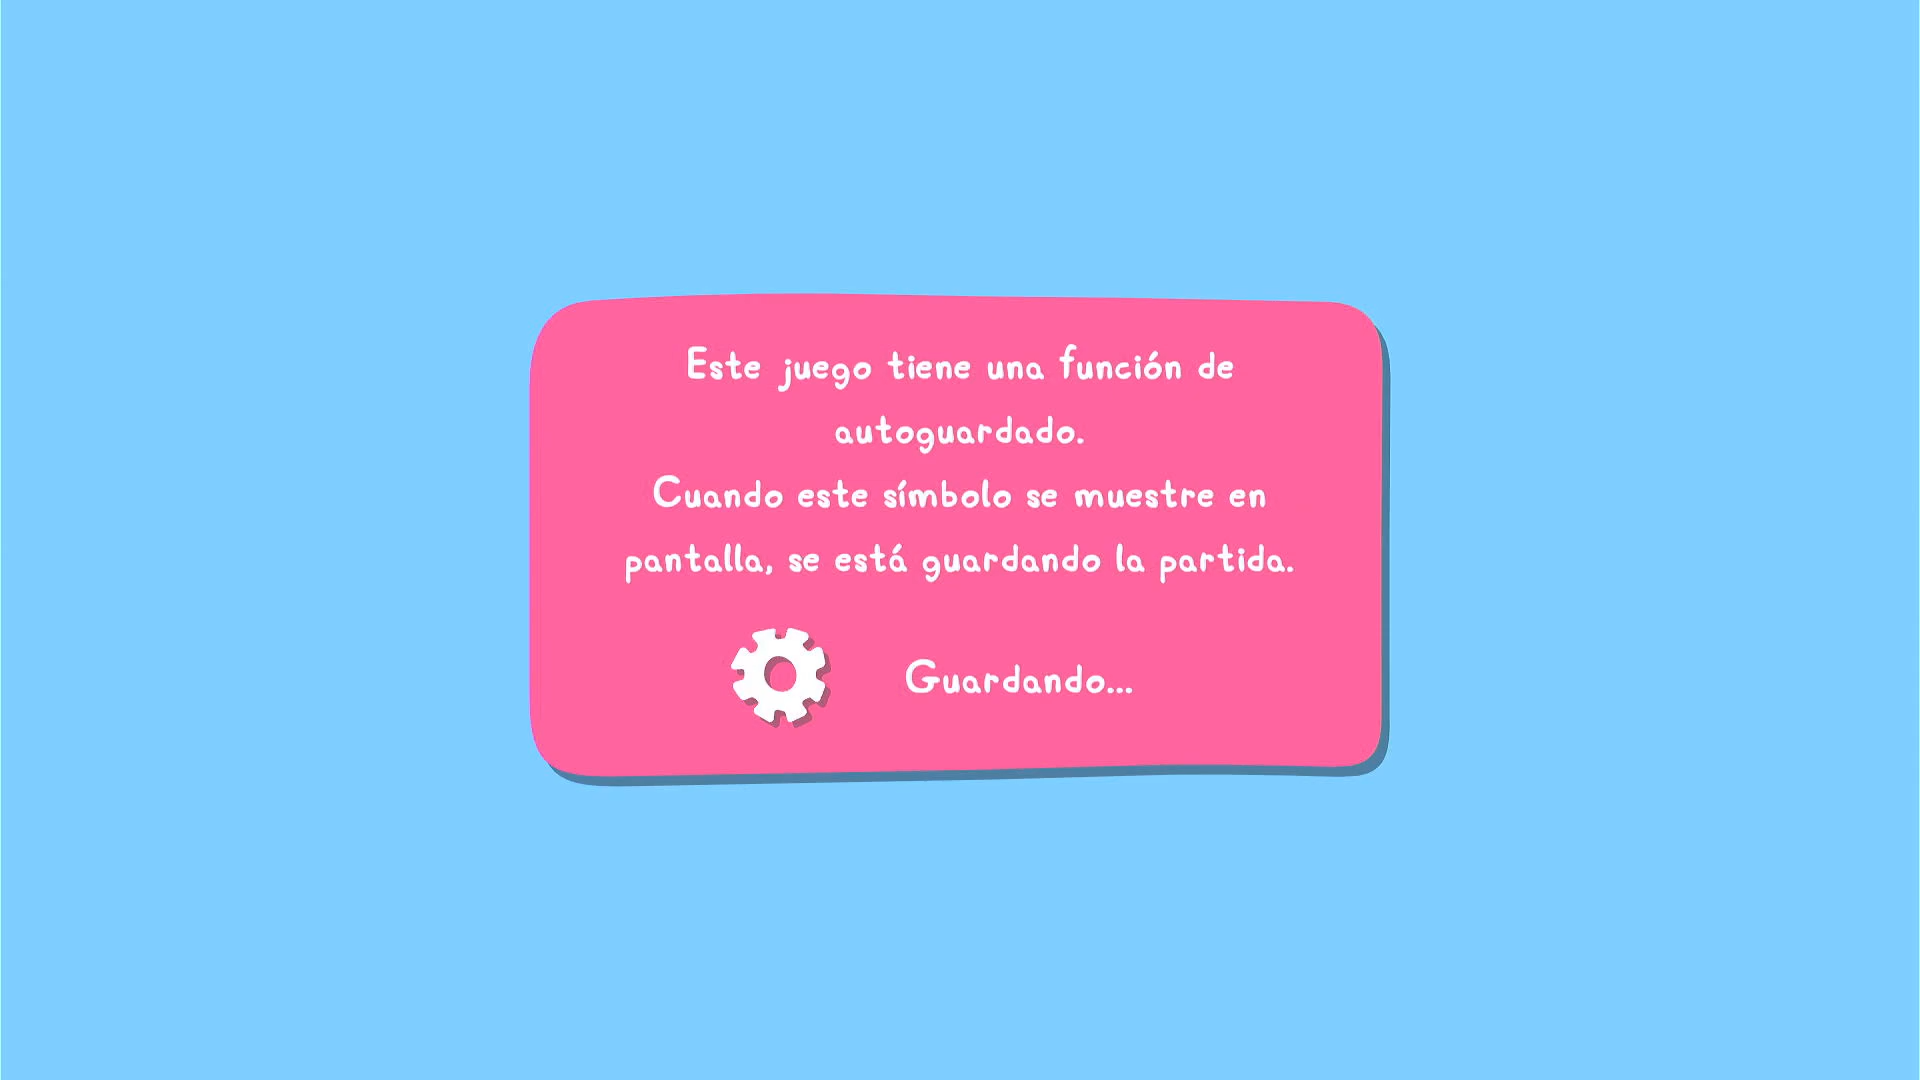 Este juego tiene una función de
autoguardado.
Cuando este símbolo se muestre en
pantalla, se está guardando la partida.
Guardando...